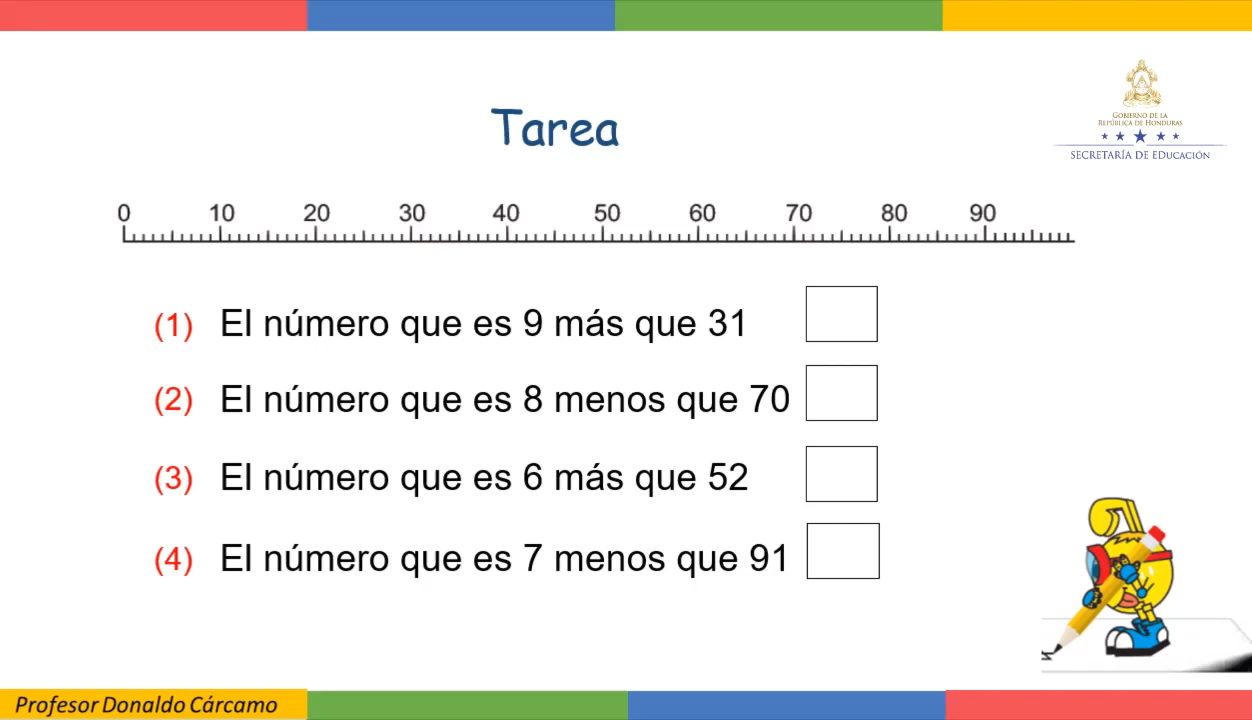 GOBIERNO DE LA
REPÚBLICA DE HONDURAS
SECRETARÍA DE EDUCACIÓN
Tarea
0 10 20 30 40 50 60 70 80 90
(1) El número que es 9 más que 31
(2) El número que es 8 menos que 70
(3) El número que es 6 más que 52
(4) El número que es 7 menos que 91
Profesor Donaldo Cárcamo